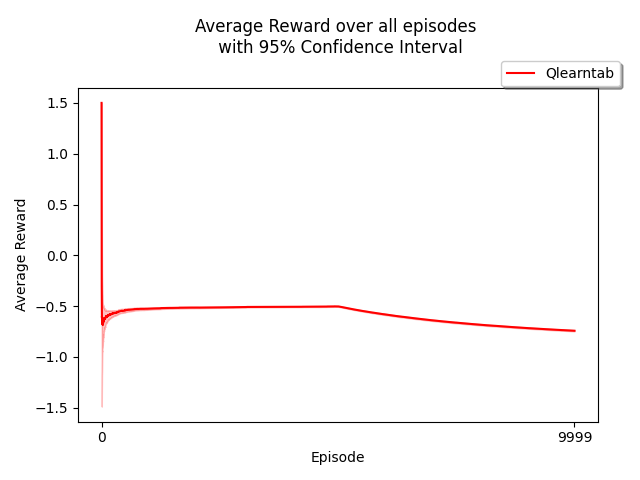 Average Reward over all episodes
with 95% Confidence Interval
Qlearntab
1.5
1.0
0.5
0.0
−0.5
−1.0
−1.5
Average Reward
0
9999
Episode